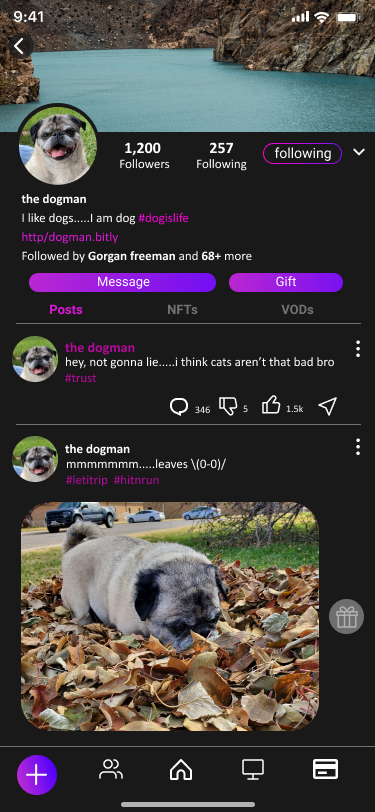 9:41
1,200
Followers
257
Following
following
the dogman
I like dogs.....I am dog #dogislife
http/dogman.bitly
Followed by Gorgan freeman and 68+ more
Message
Gift
Posts
NFTs
VODs
the dogman
hey, not gonna lie.....i think cats aren't that bad bro
#trust
346
5
1.5k
the dogman
mmmmmmm.....leaves \(0-0)/
#letitrip #hitnrun